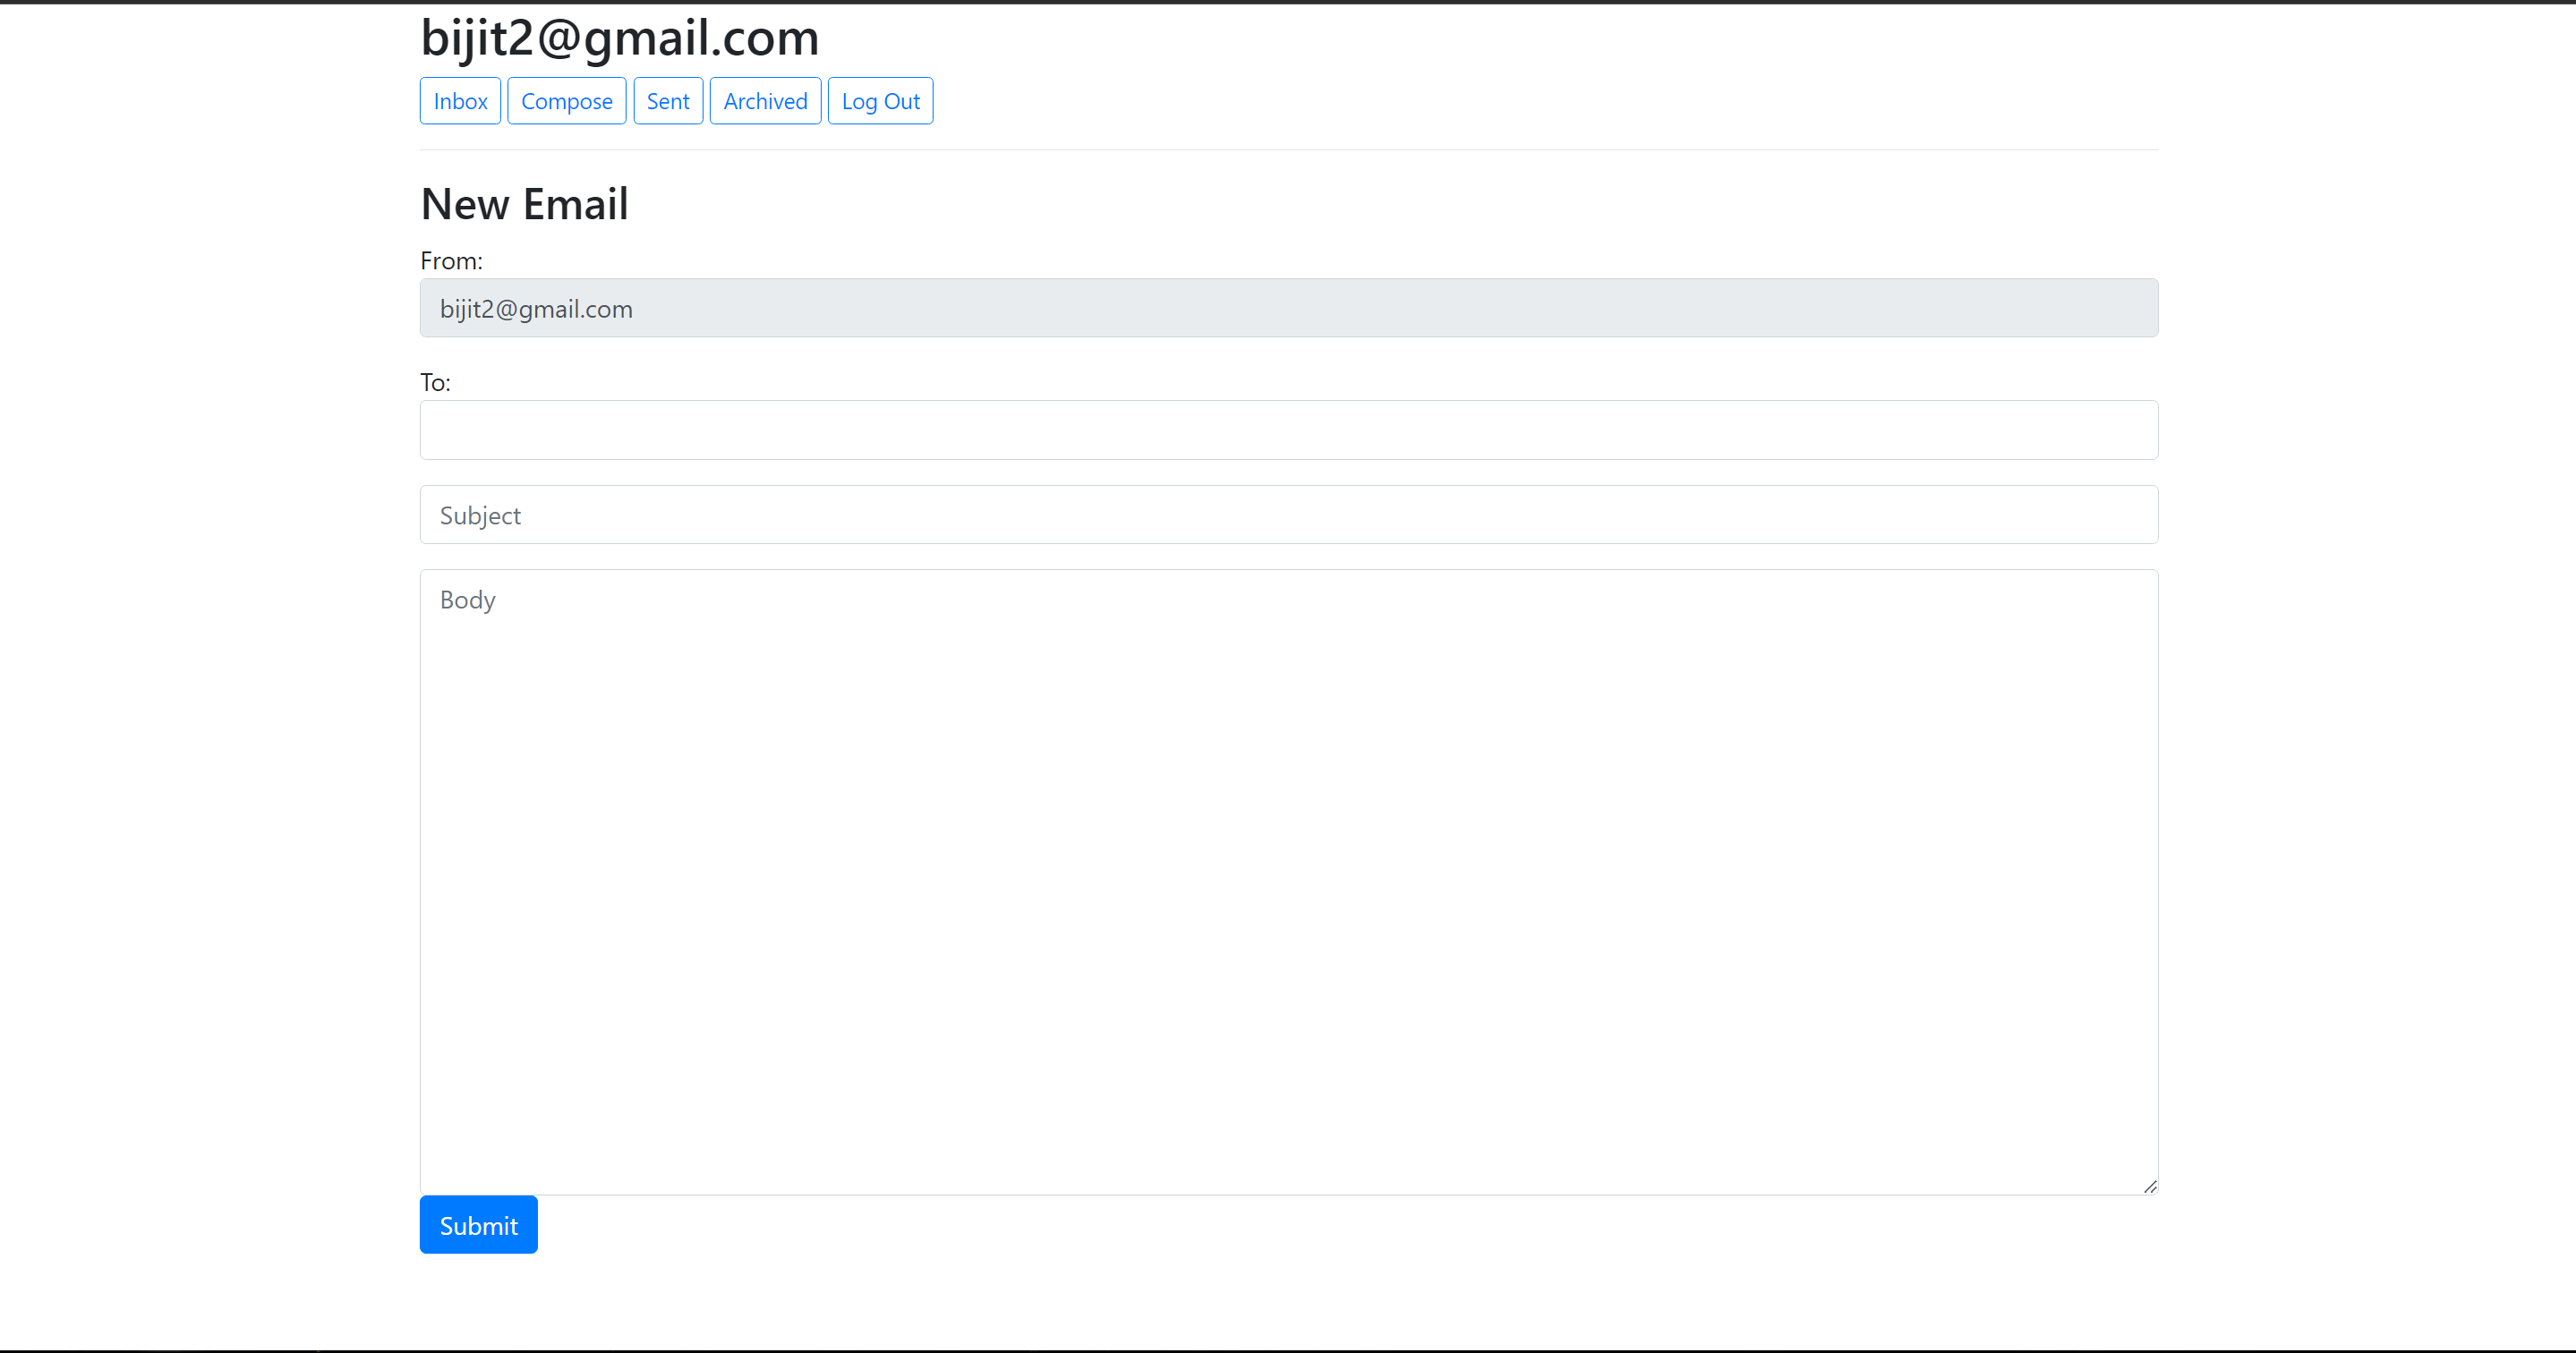 bijit2@gmail.com
Inbox Compose Sent Archived Log Out
New Email
From:
bijit2@gmail.com
To:
Subject
Body
Submit